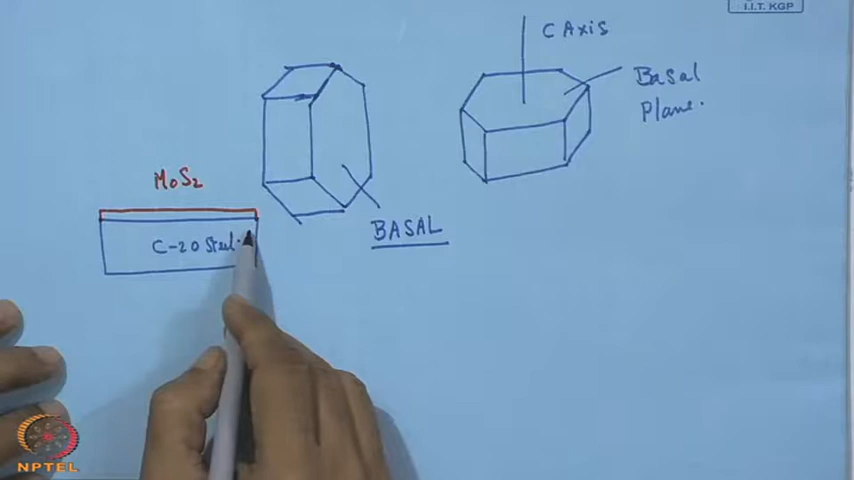 I.I.T. KGP
C Axis
Basal
Plane.
MoS2
BASAL
C-20 Steel
NPTEL